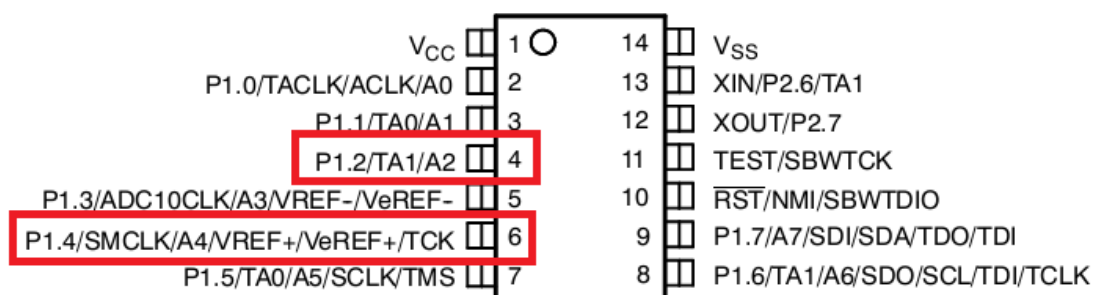 VCC 1 14 VSS
P1.0/TACLK/ACLK/A0 2 13 XIN/P2.6/TA1
P1.1/TA0/A1 3 12 XOUT/P2.7
P1.2/TA1/A2 4 11 TEST/SBWTCK
P1.3/ADC10CLK/A3/VREF-/VeREF- 5 10 RST/NMI/SBWTDIO
P1.4/SMCLK/A4/VREF+/VeREF+/TCK 6 9 P1.7/A7/SDI/SDA/TDO/TDI
P1.5/TA0/A5/SCLK/TMS 7 8 P1.6/TA1/A6/SDO/SCL/TDI/TCLK